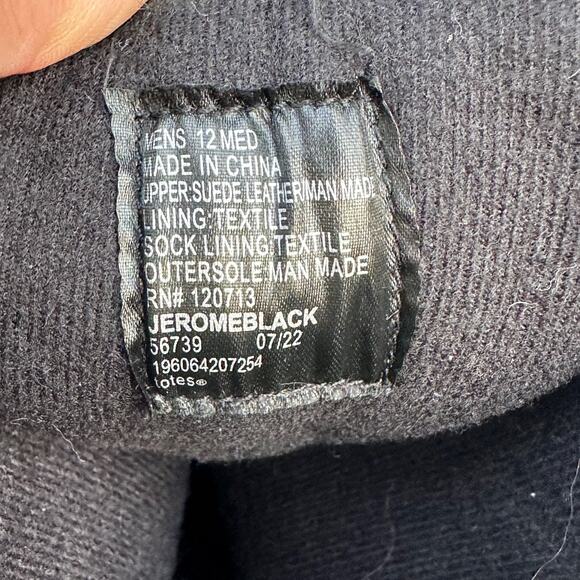 MENS 12 MED
MADE IN CHINA
UPPER:SUEDE LEATHER/MAN MADE
LINING:TEXTILE
SOCK LINING:TEXTILE
OUTERSOLE MAN MADE
RN# 120713
JEROMEBLACK
56739 07/22
196064207254
totes®